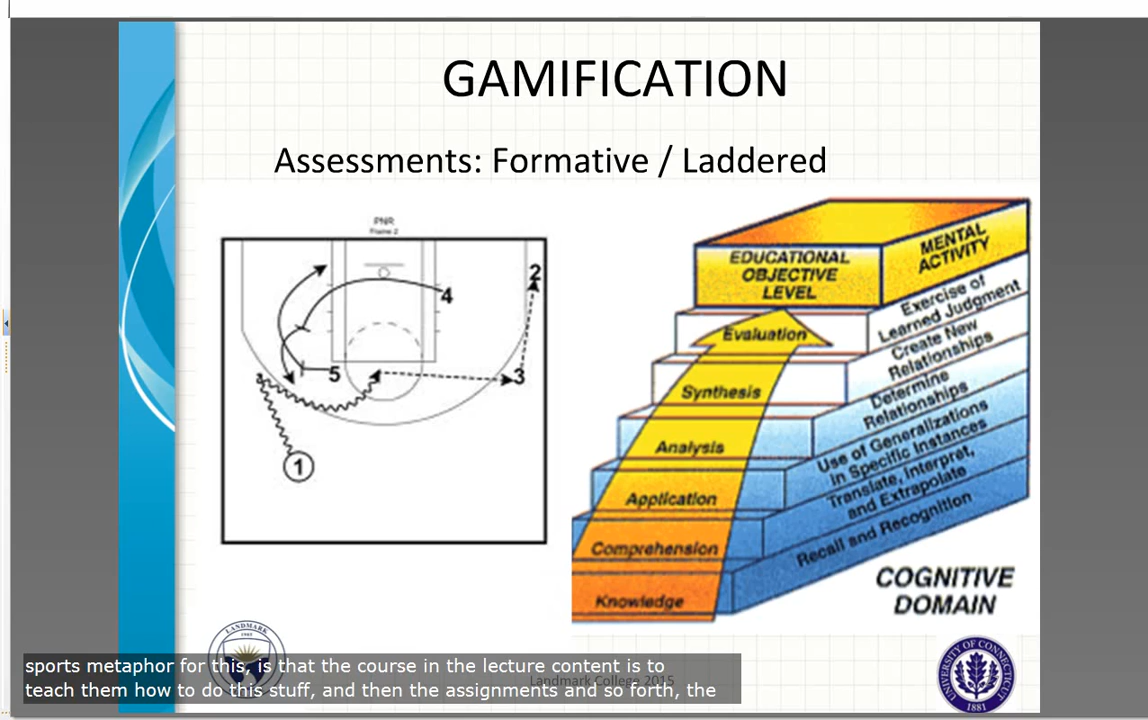 GAMIFICATION
Assessments: Formative / Laddered
PNR
Frame 2
2
4
5
3
1
EDUCATIONAL
OBJECTIVE
LEVEL
MENTAL
ACTIVITY
Evaluation
Exercise of
Learned Judgment
Synthesis
Create New
Relationships
Analysis
Determine
Relationships
Application
Use of Generalizations
In Specific Instances
Comprehension
Translate, Interpret,
and Extrapolate
Knowledge
Recall and Recognition
COGNITIVE
DOMAIN
LANDMARK
UNIVERSITY OF CONNECTICUT
1881
Landmark College 2015
sports metaphor for this, is that the course in the lecture content is to
teach them how to do this stuff, and then the assignments and so forth, the